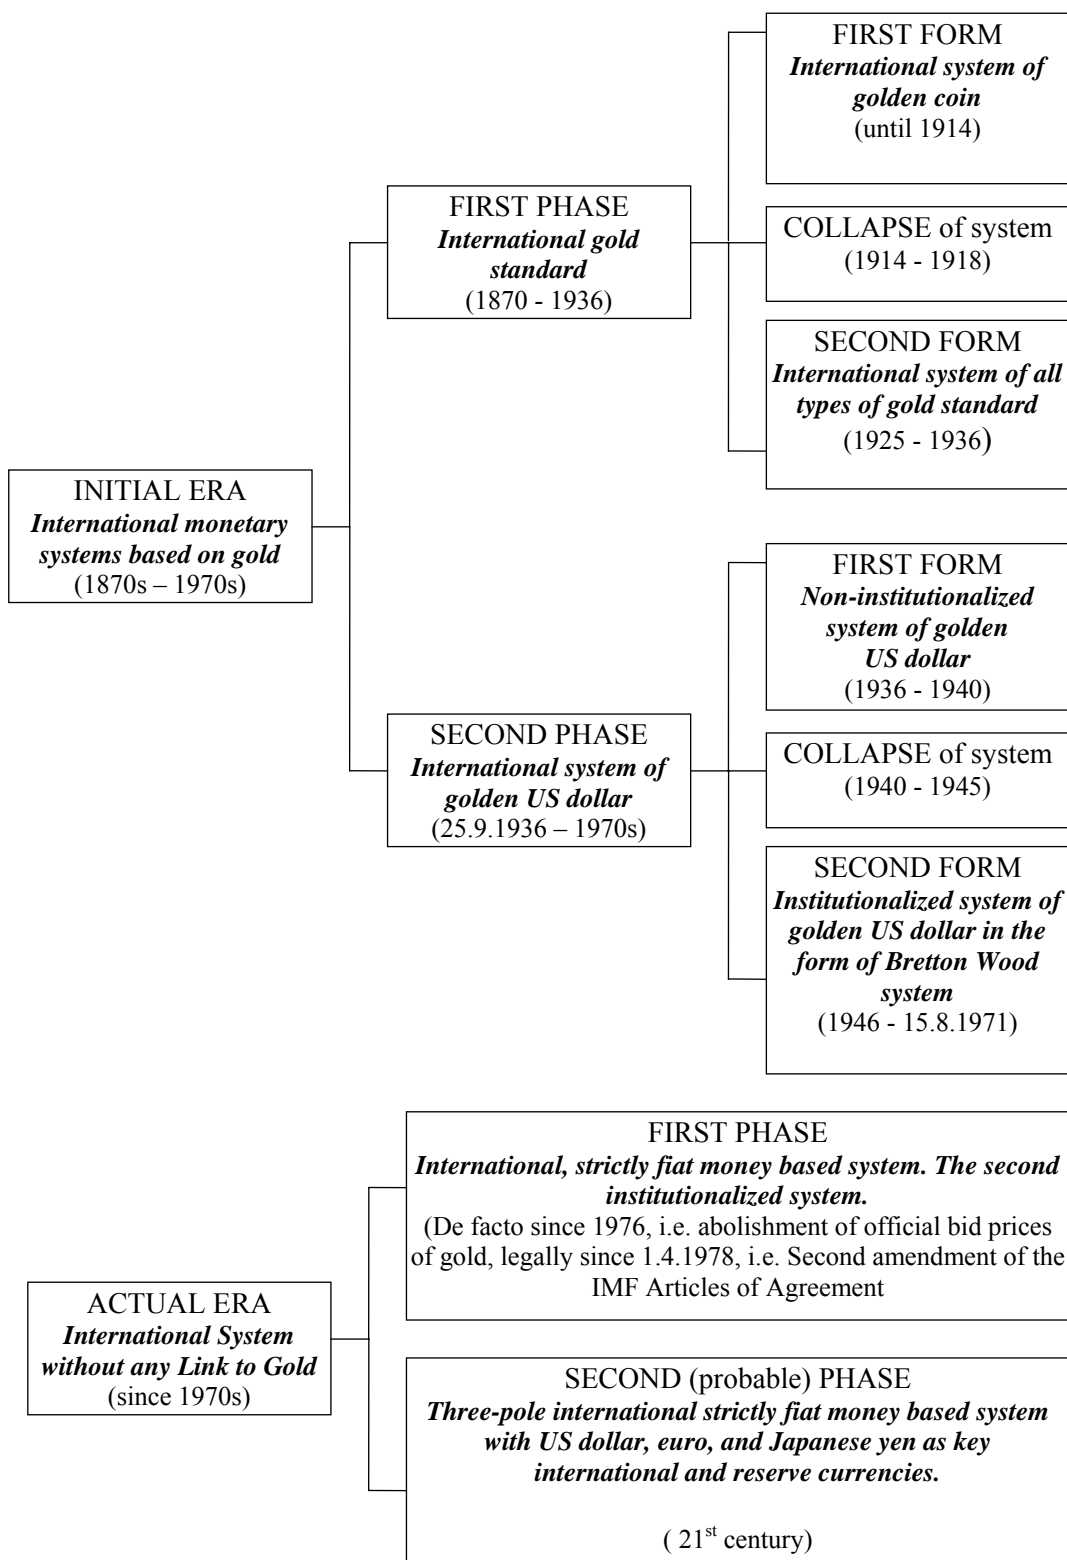 FIRST FORM
International system of
golden coin
(until 1914)
FIRST PHASE
International gold
standard
(1870 - 1936)
COLLAPSE of system
(1914 - 1918)
SECOND FORM
International system of all
types of gold standard
(1925 - 1936)
INITIAL ERA
International monetary
systems based on gold
(1870s – 1970s)
FIRST FORM
Non-institutionalized
system of golden
US dollar
(1936 - 1940)
SECOND PHASE
International system of
golden US dollar
(25.9.1936 – 1970s)
COLLAPSE of system
(1940 - 1945)
SECOND FORM
Institutionalized system of
golden US dollar in the
form of Bretton Wood
system
(1946 - 15.8.1971)
FIRST PHASE
International, strictly fiat money based system. The second
institutionalized system.
(De facto since 1976, i.e. abolishment of official bid prices
of gold, legally since 1.4.1978, i.e. Second amendment of the
IMF Articles of Agreement
ACTUAL ERA
International System
without any Link to Gold
(since 1970s)
SECOND (probable) PHASE
Three-pole international strictly fiat money based system
with US dollar, euro, and Japanese yen as key
international and reserve currencies.
( 21st century)